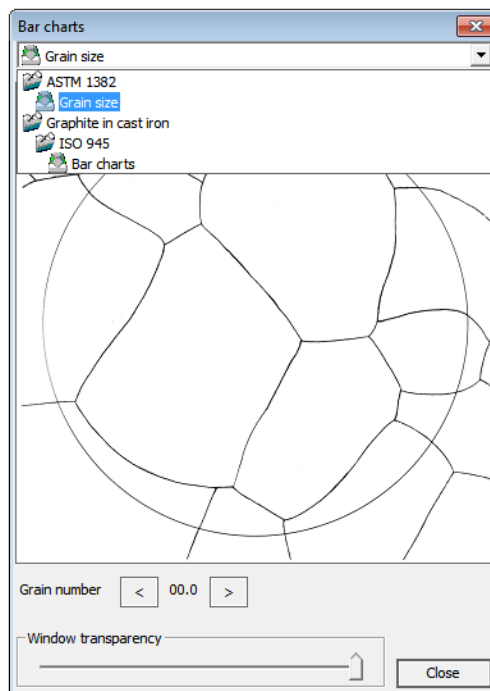 Bar charts
Grain size
ASTM 1382
Grain size
Graphite in cast iron
ISO 945
Bar charts
Grain number < 00.0 >
Window transparency
Close